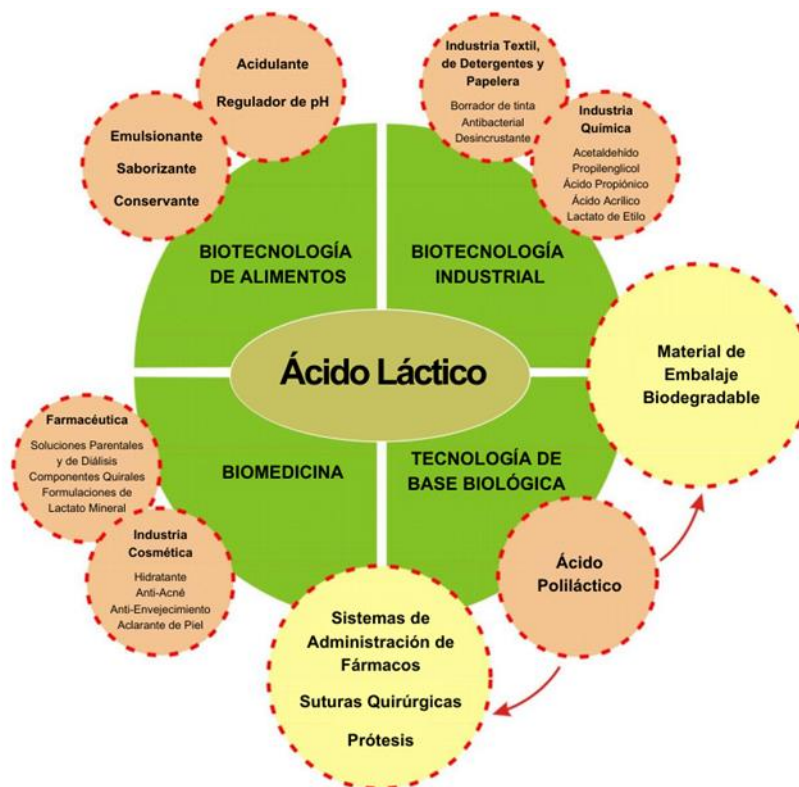 Acidulante
Regulador de pH
Emulsionante
Saborizante
Conservante
BIOTECNOLOGÍA
DE ALIMENTOS
Industria Textil,
de Detergentes y
Papelera
Borrador de tinta
Antibacterial
Desincrustante
Industria
Química
Acetaldehido
Propilenglicol
Ácido Propiónico
Ácido Acrílico
Lactato de Etilo
BIOTECNOLOGÍA
INDUSTRIAL
Ácido Láctico
Material de
Embalaje
Biodegradable
Farmacéutica
Soluciones Parentales
y de Diálisis
Componentes Quirales
Formulaciones de
Lactato Mineral
BIOMEDICINA
Industria
Cosmética
Hidratante
Anti-Acné
Anti-Envejecimiento
Aclarante de Piel
TECNOLOGÍA DE
BASE BIOLÓGICA
Ácido
Poliláctico
Sistemas de
Administración de
Fármacos
Suturas Quirúrgicas
Prótesis